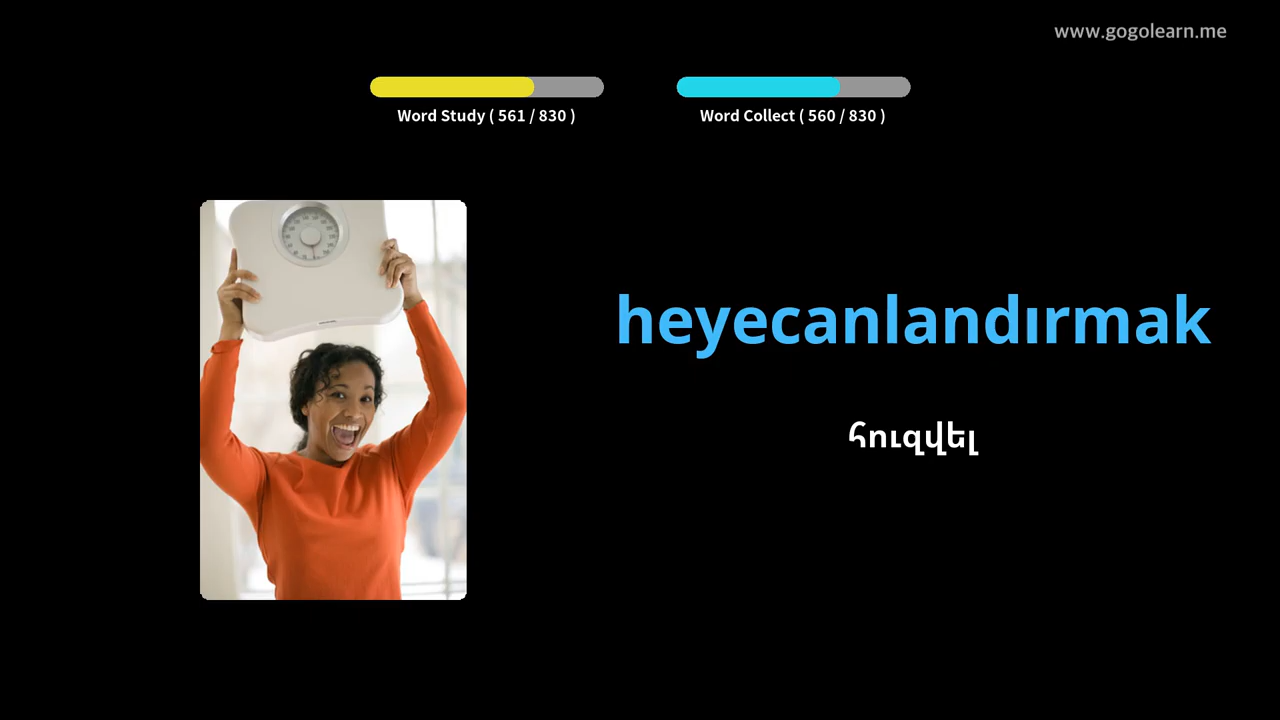 www.gogolearn.me
Word Study ( 561 / 830 )
Word Collect ( 560 / 830 )
heyecanlandırmak
հուզվել